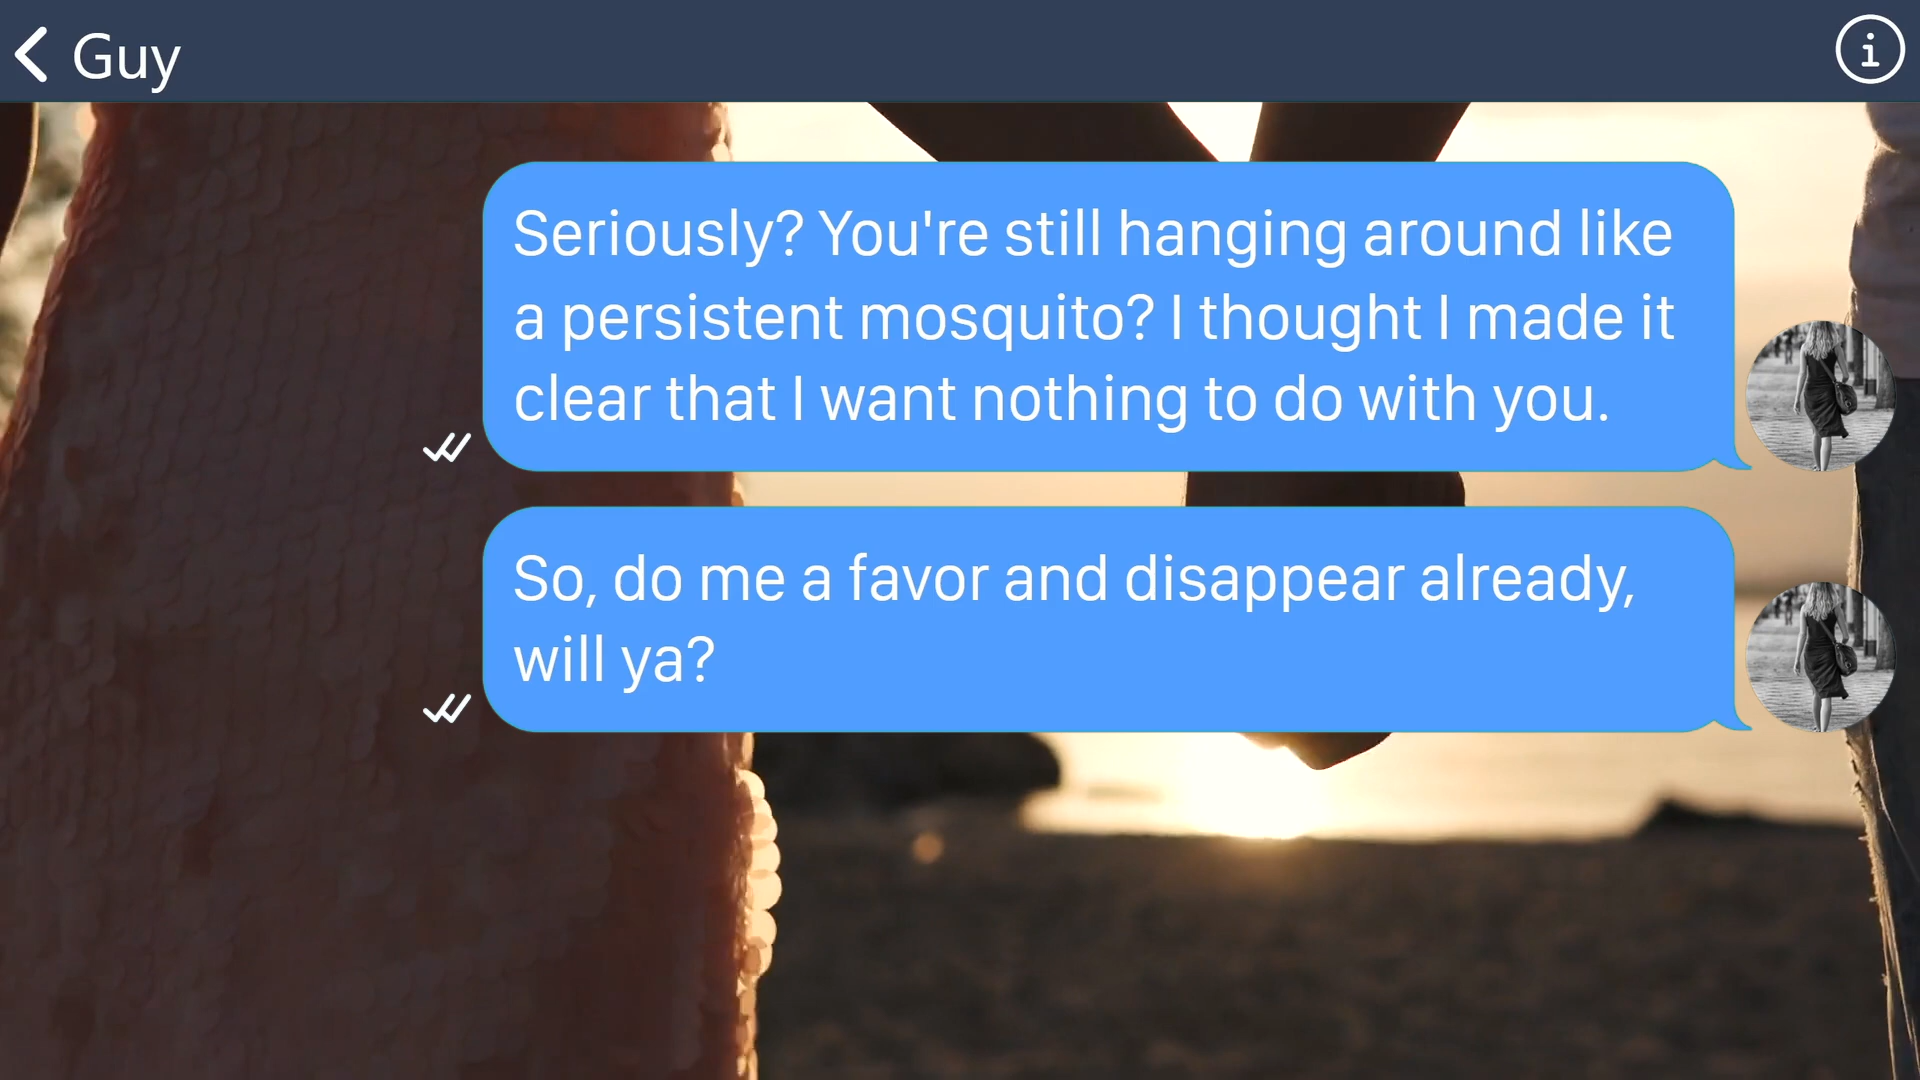 Guy
Seriously? You're still hanging around like
a persistent mosquito? I thought I made it
clear that I want nothing to do with you.
So, do me a favor and disappear already,
will ya?